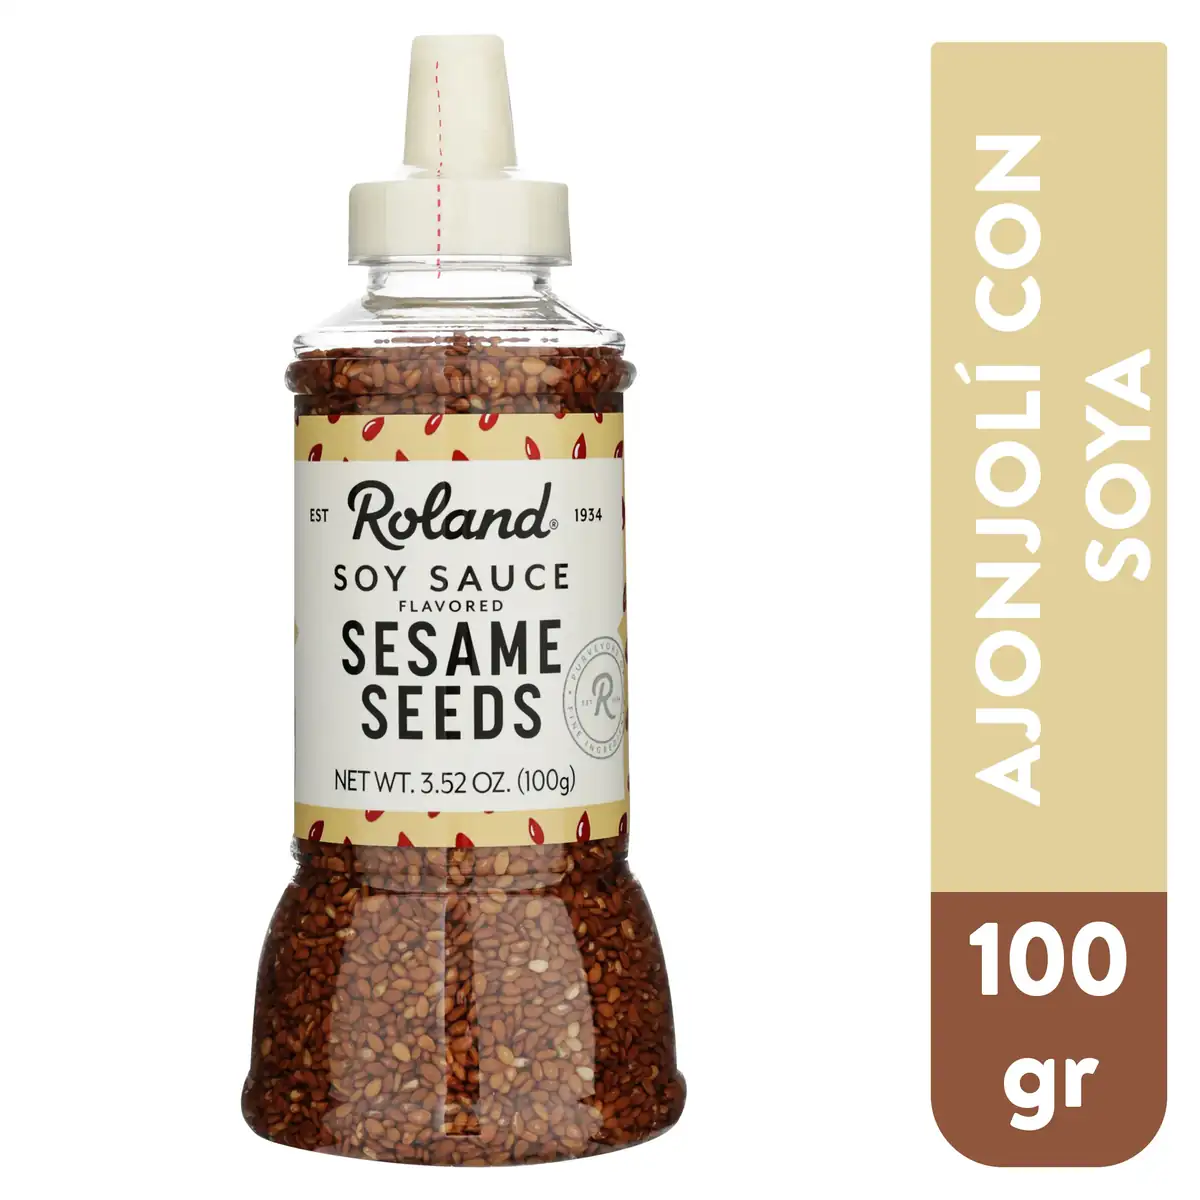 EST Roland® 1934
SOY SAUCE
FLAVORED
SESAME
SEEDS
NET WT. 3.52 OZ. (100g)
R
EST
AJONJOLÍ CON
SOYA
100
gr